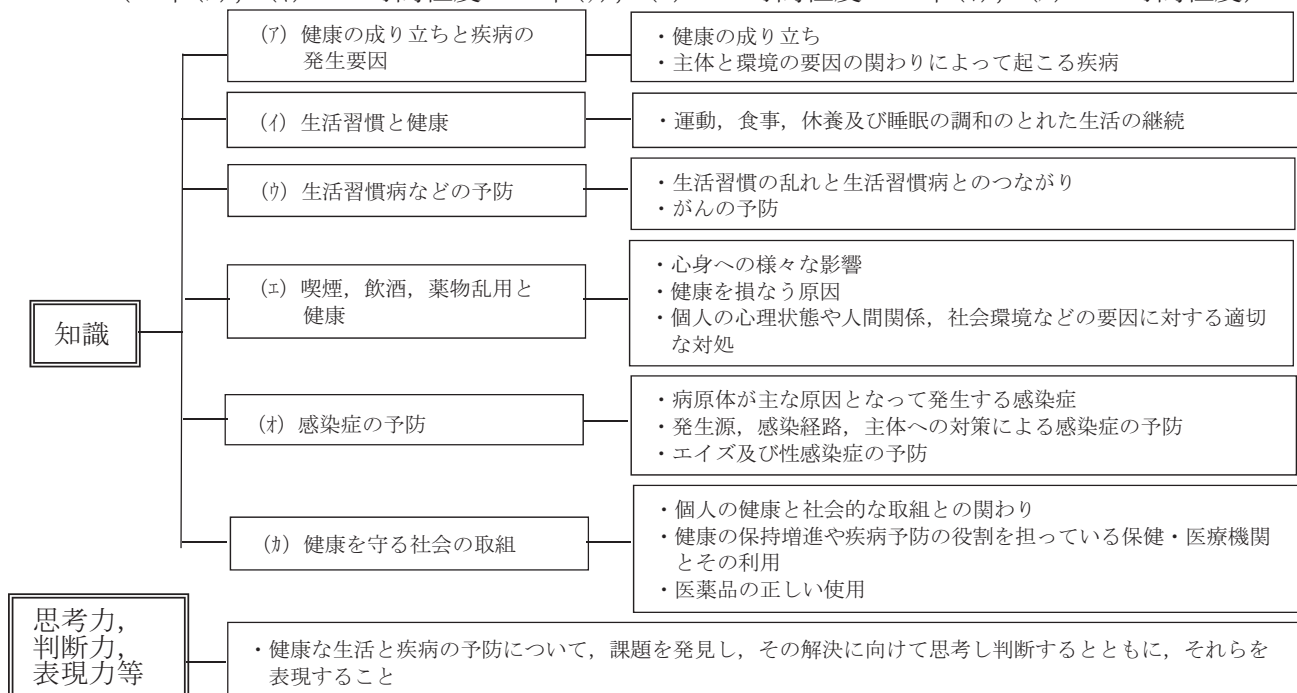 (ｱ) 健康の成り立ちと疾病の
発生要因
・健康の成り立ち
・主体と環境の要因の関わりによって起こる疾病
(ｲ) 生活習慣と健康
・運動，食事，休養及び睡眠の調和のとれた生活の継続
(ｳ) 生活習慣病などの予防
・生活習慣の乱れと生活習慣病とのつながり
・がんの予防
(ｴ) 喫煙，飲酒，薬物乱用と
健康
・心身への様々な影響
・健康を損なう原因
・個人の心理状態や人間関係，社会環境などの要因に対する適切
な対処
知識
(ｵ) 感染症の予防
・病原体が主な原因となって発生する感染症
・発生源，感染経路，主体への対策による感染症の予防
・エイズ及び性感染症の予防
(ｶ) 健康を守る社会の取組
・個人の健康と社会的な取組との関わり
・健康の保持増進や疾病予防の役割を担っている保健・医療機関
とその利用
・医薬品の正しい使用
思考力，
判断力，
表現力等
・健康な生活と疾病の予防について，課題を発見し，その解決に向けて思考し判断するとともに，それらを
表現すること